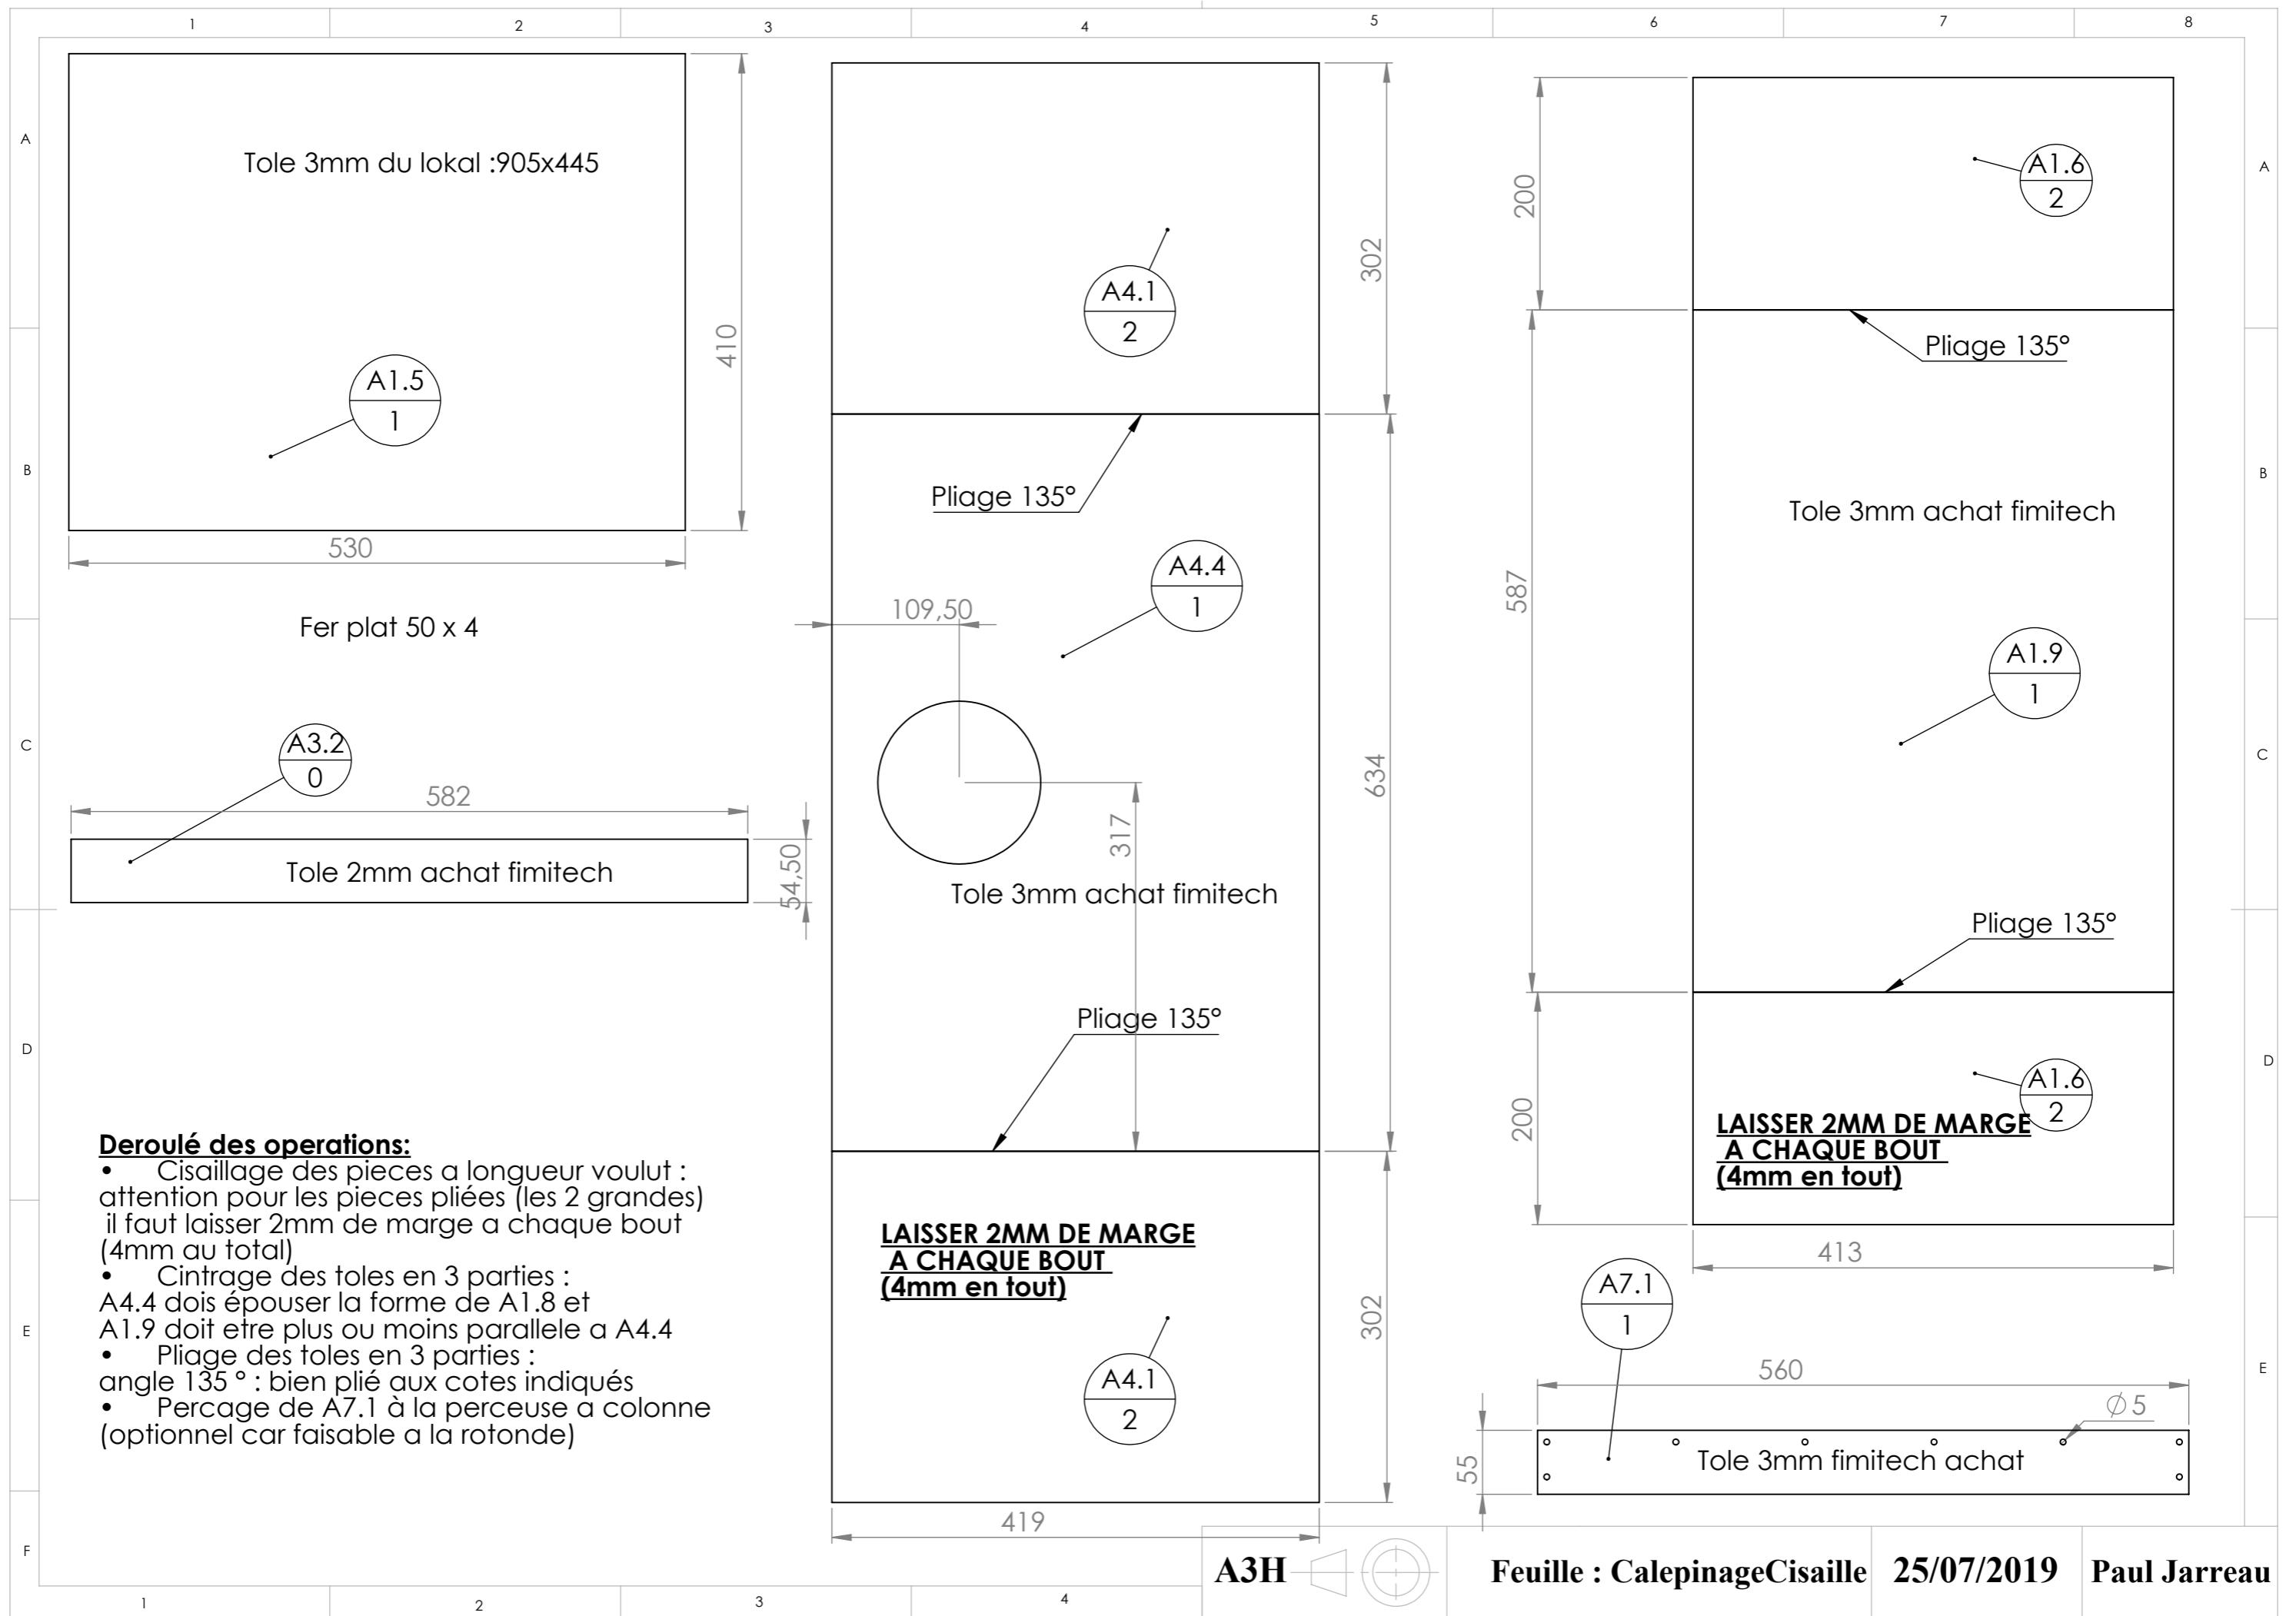 1 2 3 4 5 6 7 8
A
B
C
D
E
F
A
B
C
D
E
Tole 3mm du lokal :905x445
A1.5
1
410
530
Fer plat 50 x 4
A3.2
0
582
Tole 2mm achat fimitech
54,50
Deroulé des operations:
• Cisaillage des pieces a longueur voulut :
attention pour les pieces pliées (les 2 grandes)
il faut laisser 2mm de marge a chaque bout
(4mm au total)
• Cintrage des toles en 3 parties :
A4.4 dois épouser la forme de A1.8 et
A1.9 doit etre plus ou moins parallele a A4.4
• Pliage des toles en 3 parties :
angle 135 ° : bien plié aux cotes indiqués
• Percage de A7.1 à la perceuse a colonne
(optionnel car faisable a la rotonde)
A4.1
2
302
Pliage 135°
A4.4
1
109,50
634
317
Tole 3mm achat fimitech
Pliage 135°
LAISSER 2MM DE MARGE
A CHAQUE BOUT
(4mm en tout)
302
A4.1
2
419
200
A1.6
2
Pliage 135°
Tole 3mm achat fimitech
587
A1.9
1
Pliage 135°
200
A1.6
2
LAISSER 2MM DE MARGE
A CHAQUE BOUT
(4mm en tout)
413
A7.1
1
560
∅5
55
Tole 3mm fimitech achat
A3H
Feuille : CalepinageCisaille
25/07/2019
Paul Jarreau
1 2 3 4